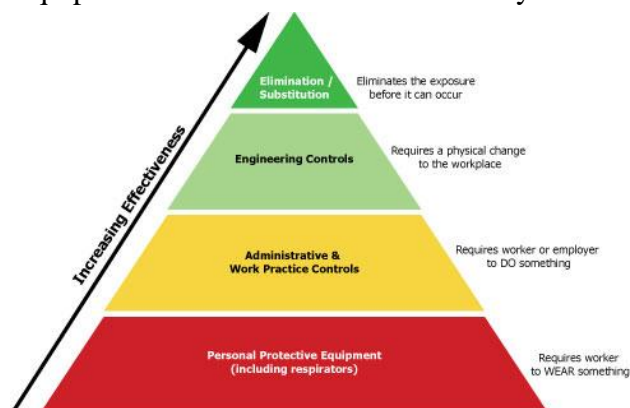 Elimination /
Substitution
Eliminates the exposure
before it can occur
Engineering Controls
Requires a physical change
to the workplace
Increasing Effectiveness
Administrative &
Work Practice Controls
Requires worker or employer
to DO something
Personal Protective Equipment
(including respirators)
Requires worker
to WEAR something